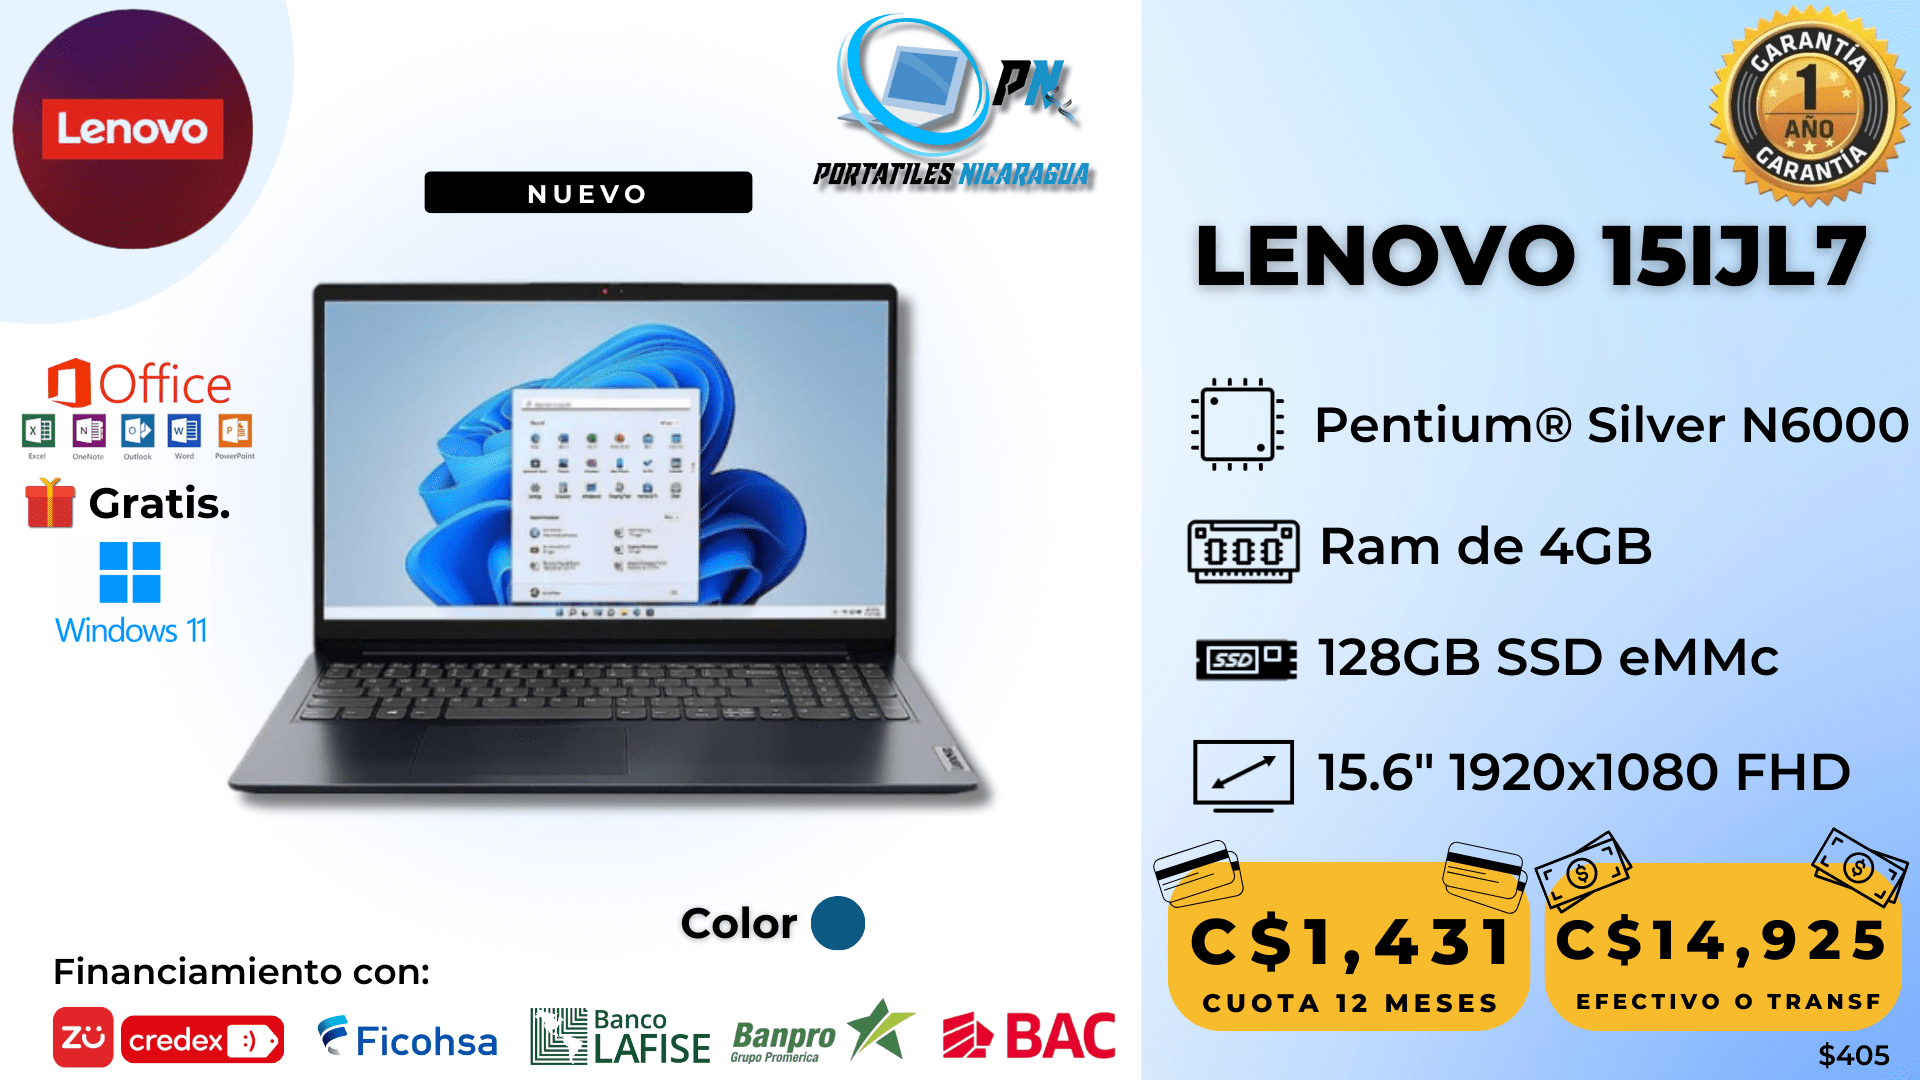 Lenovo
NUEVO
PN
PORTATILES NICARAGUA
Office
Excel
OneNote
Outlook
Word
PowerPoint
Gratis.
Windows 11
Color
Financiamiento con:
zü
credex :)
Ficohsa
Banco
LAFISE
Banpro
Grupo Promerica
BAC
GARANTÍA
1
AÑO
GARANTÍA
LENOVO 15IJL7
Pentium® Silver N6000
Ram de 4GB
SSD
128GB SSD eMMc
15.6" 1920x1080 FHD
C$1,431
CUOTA 12 MESES
C$14,925
EFECTIVO O TRANSF
$405